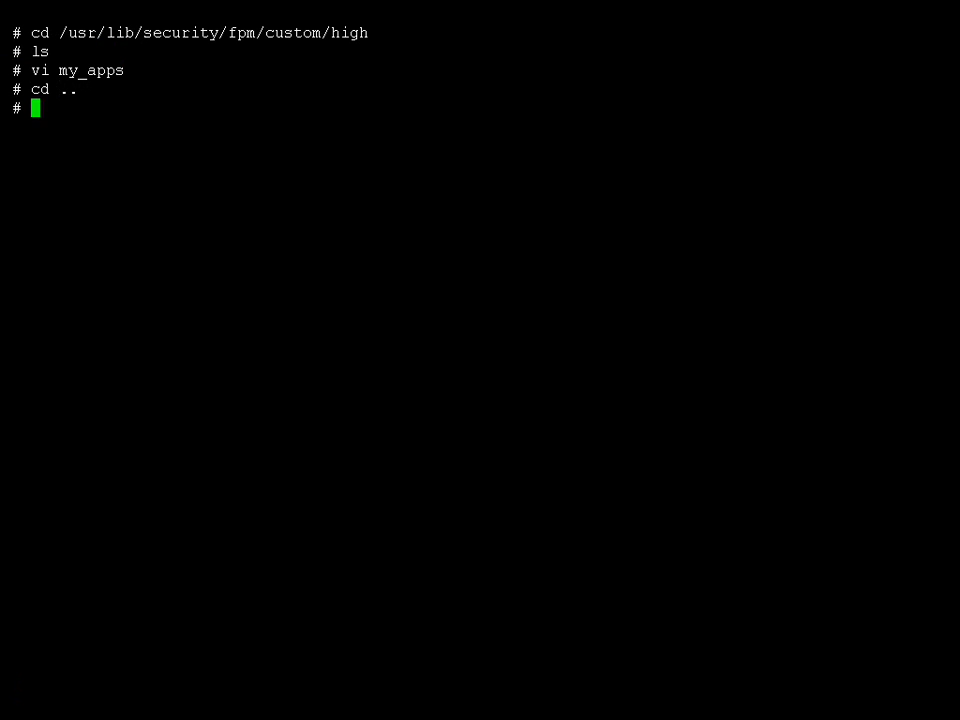 # cd /usr/lib/security/fpm/custom/high
# ls
# vi my_apps
# cd ..
#